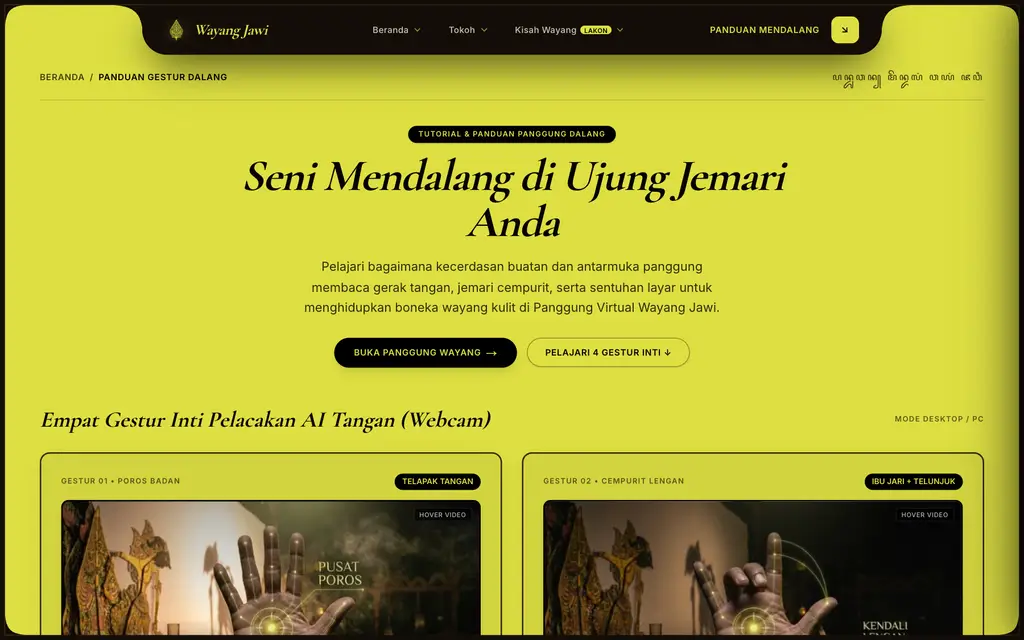 Wayang Jawi
Beranda
Tokoh
Kisah Wayang LAKON
PANDUAN MENDALANG
BERANDA / PANDUAN GESTUR DALANG
TUTORIAL & PANDUAN PANGGUNG DALANG
Seni Mendalang di Ujung Jemari
Anda
Pelajari bagaimana kecerdasan buatan dan antarmuka panggung
membaca gerak tangan, jemari cempurit, serta sentuhan layar untuk
menghidupkan boneka wayang kulit di Panggung Virtual Wayang Jawi.
BUKA PANGGUNG WAYANG →
PELAJARI 4 GESTUR INTI ↓
Empat Gestur Inti Pelacakan AI Tangan (Webcam)
MODE DESKTOP / PC
GESTUR 01 • POROS BADAN
TELAPAK TANGAN
HOVER VIDEO
PUSAT
POROS
GESTUR 02 • CEMPURIT LENGAN
IBU JARI + TELUNJUK
HOVER VIDEO
KENDALI